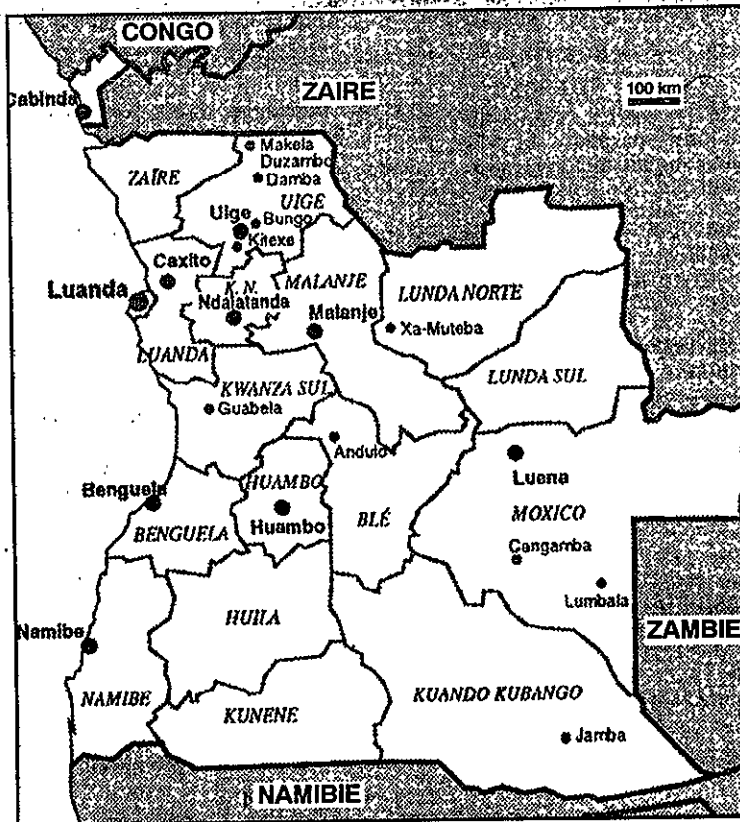 CONGO
ZAIRE
100 km
Cabinda
Makela
Duzambo
Damba
ZAÏRE
UIGE
Uige
Bungo
Kitexe
Caxito
K.N.
MALANJE
LUNDA NORTE
Luanda
Ndalatanda
Malanje
Xa-Muteba
LUANDA
LUNDA SUL
KWANZA SUL
Guabela
Andulo
Luena
Benguela
HUAMBO
MOXICO
BLÉ
Huambo
BENGUELA
Cangamba
Lumbala
HUILA
ZAMBIE
Namibe
NAMIBE
KUANDO KUBANGO
KUNENE
Jamba
NAMIBIE